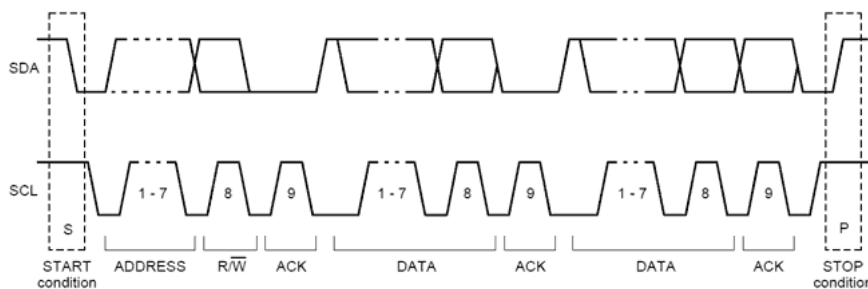 SDA
SCL
1 - 7 8 9 1 - 7 8 9 1 - 7 8 9
S P
START condition
ADDRESS
R/W̅
ACK
DATA
ACK
DATA
ACK
STOP condition